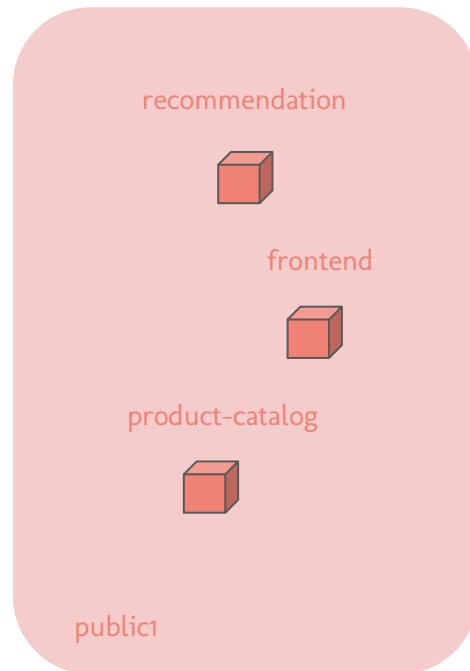 recommendation
frontend
product-catalog
public1